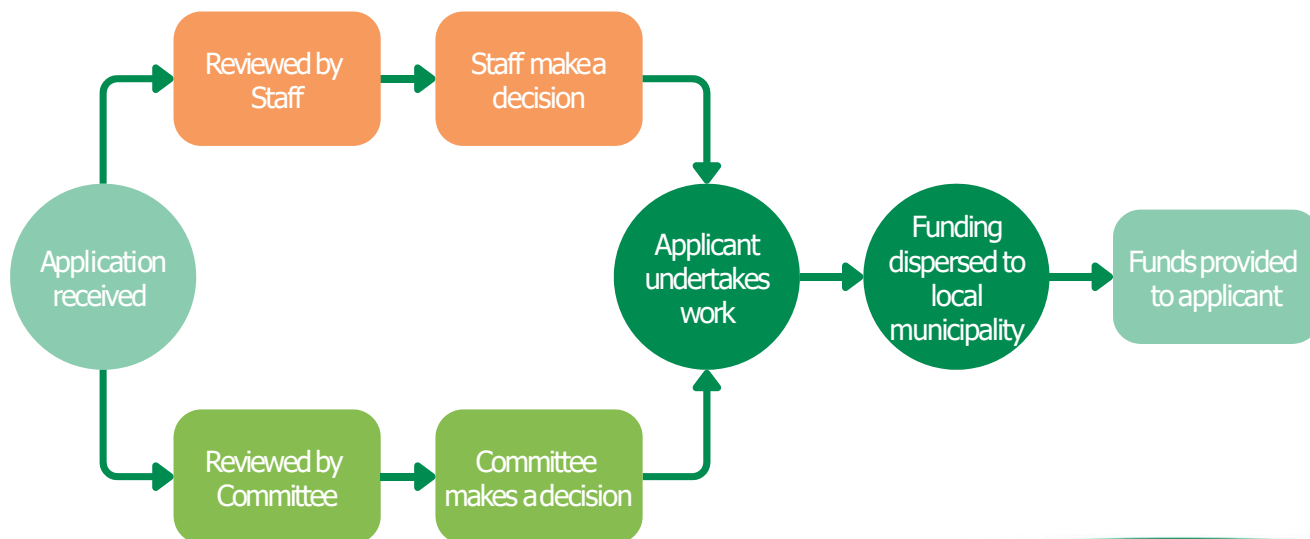 Reviewed by
Staff
Staff make a
decision
Application
received
Applicant
undertakes
work
Funding
dispersed to
local
municipality
Funds provided
to applicant
Reviewed by
Committee
Committee
makes a decision